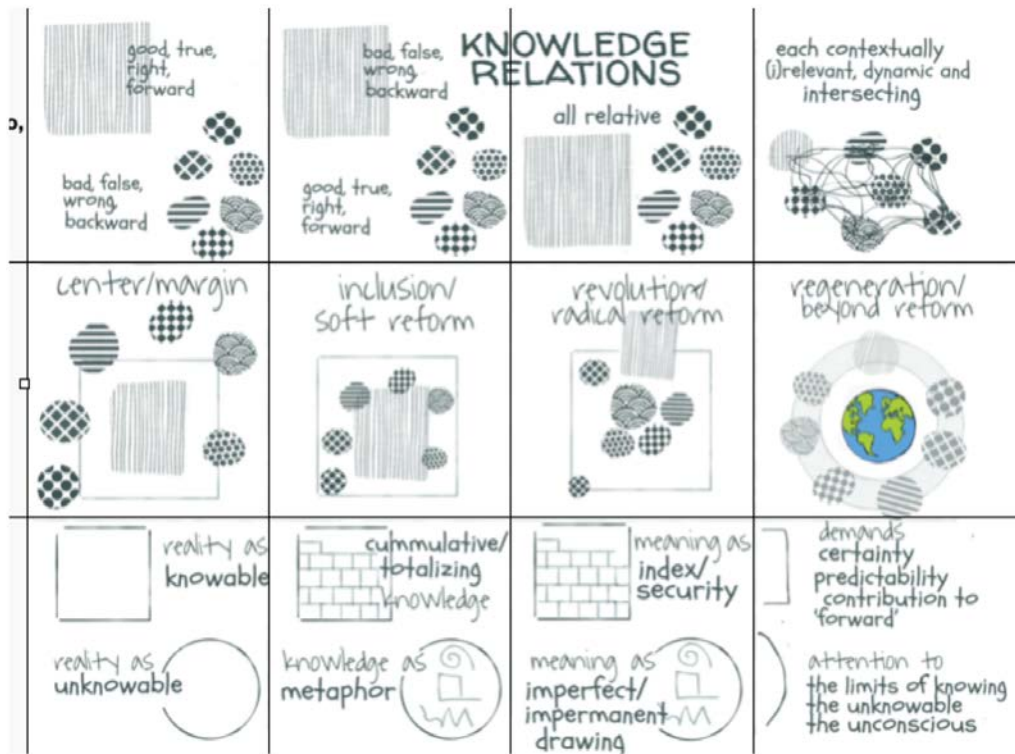 KNOWLEDGE
RELATIONS
good, true,
right,
forward
bad, false,
wrong,
backward
bad, false,
wrong,
backward
good, true,
right,
forward
all relative
each contextually
(i)relevant, dynamic and
intersecting
center/margin
inclusion/
soft reform
revolution/
radical reform
regeneration/
beyond reform
reality as
knowable
cummulative/
totalizing
knowledge
meaning as
index/
security
demands
certainty
predictability
contribution to
'forward'
reality as
unknowable
knowledge as
metaphor
meaning as
imperfect/
impermanent
drawing
attention to
the limits of knowing
the unknowable
the unconscious